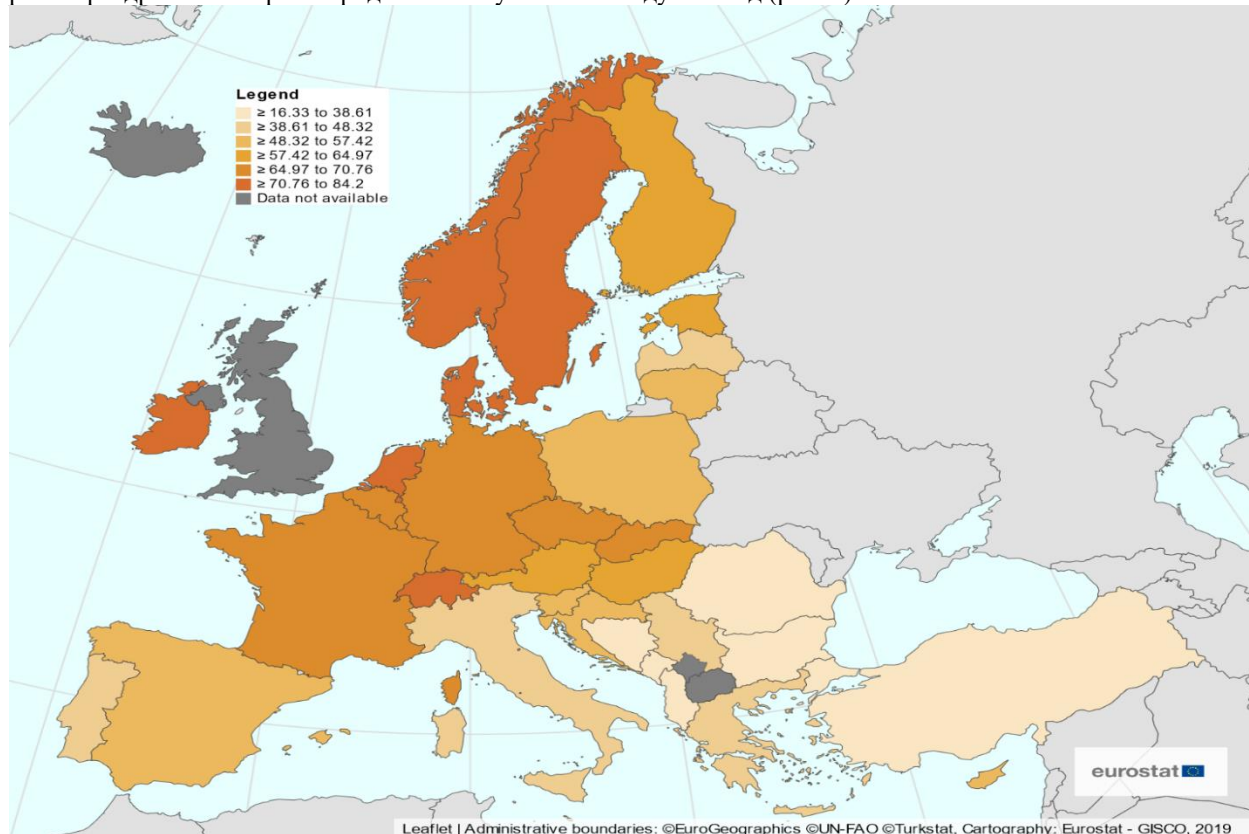 Legend
≥ 16.33 to 38.61
≥ 38.61 to 48.32
≥ 48.32 to 57.42
≥ 57.42 to 64.97
≥ 64.97 to 70.76
≥ 70.76 to 84.2
Data not available
eurostat
Leaflet | Administrative boundaries: ©EuroGeographics ©UN-FAO ©Turkstat, Cartography: Eurostat - GISCO, 2019